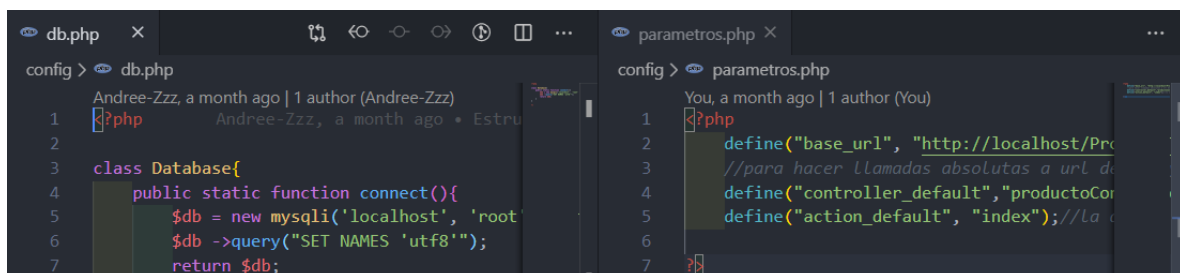 db.php
config > db.php
Andree-Zzz, a month ago | 1 author (Andree-Zzz)
1 <?php Andree-Zzz, a month ago • Estru
2
3 class Database{
4 public static function connect(){
5 $db = new mysqli('localhost', 'root'
6 $db ->query("SET NAMES 'utf8'");
7 return $db;
parametros.php
config > parametros.php
You, a month ago | 1 author (You)
1 <?php
2 define("base_url", "http://localhost/Pro
3 //para hacer llamadas absolutas a url de
4 define("controller_default","productoCon
5 define("action_default", "index");//la
6
7 ?>